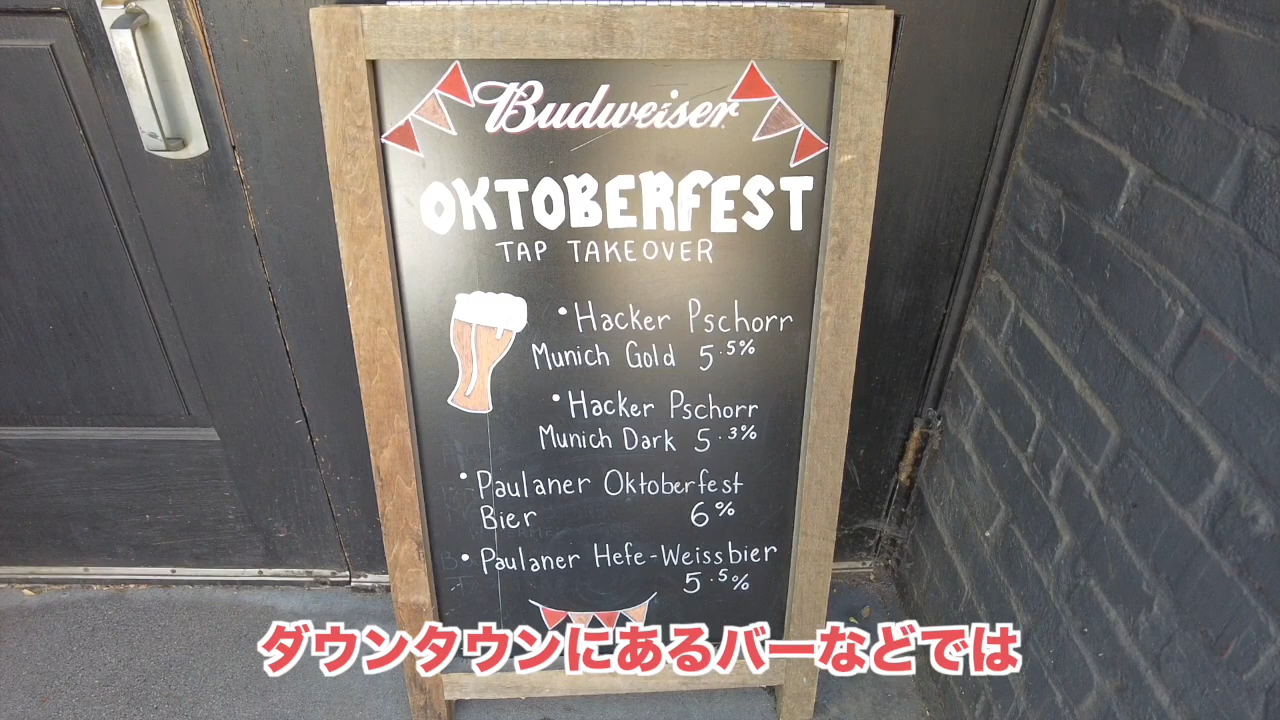 Budweiser
OKTOBERFEST
TAP TAKEOVER
• Hacker Pschorr
Munich Gold 5.5%
• Hacker Pschorr
Munich Dark 5.3%
• Paulaner Oktoberfest
Bier 6%
• Paulaner Hefe-Weissbier
5.5%
ダウンタウンにあるバーなどでは